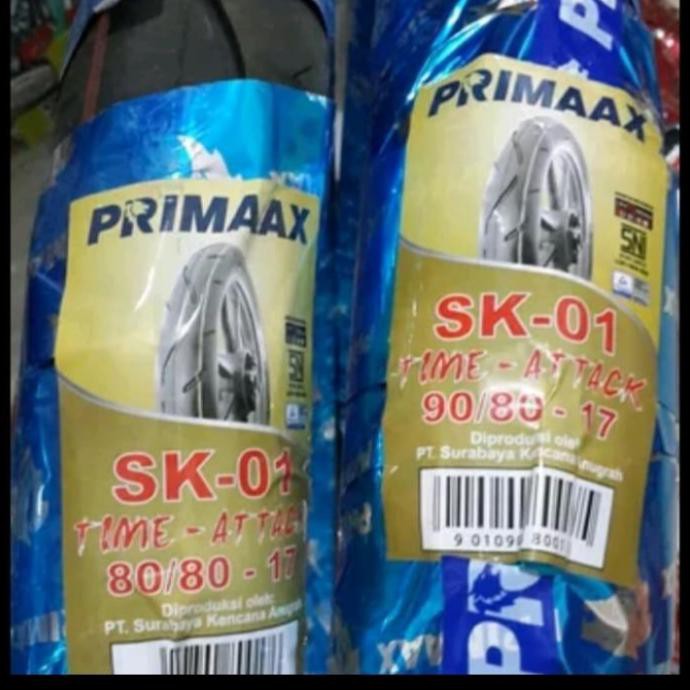 PRIMAAX
SK-01
TIME - ATTACK
80/80 - 17
Diproduksi oleh:
PT. Surabaya Kencana Anugrah
PRIMAAX
SNI
SK-01
TIME - ATTACK
90/80 - 17
Diproduksi oleh
PT. Surabaya Kencana Anugrah